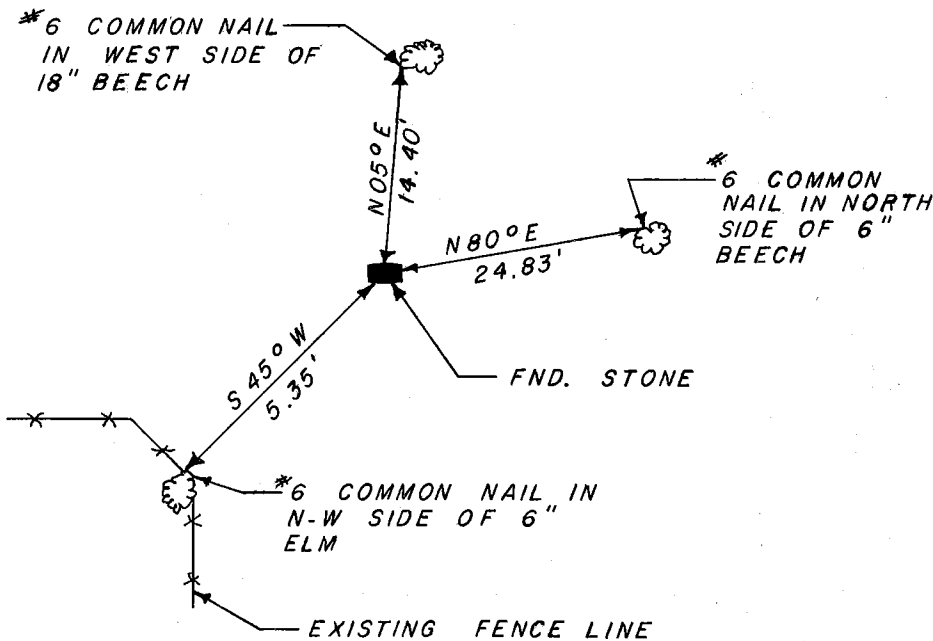 #6 COMMON NAIL
IN WEST SIDE OF
18" BEECH
N05°E
14.40'
#6 COMMON
NAIL IN NORTH
SIDE OF 6"
BEECH
N80°E
24.83'
S45°W
5.35'
FND. STONE
#6 COMMON NAIL IN
N-W SIDE OF 6"
ELM
EXISTING FENCE LINE